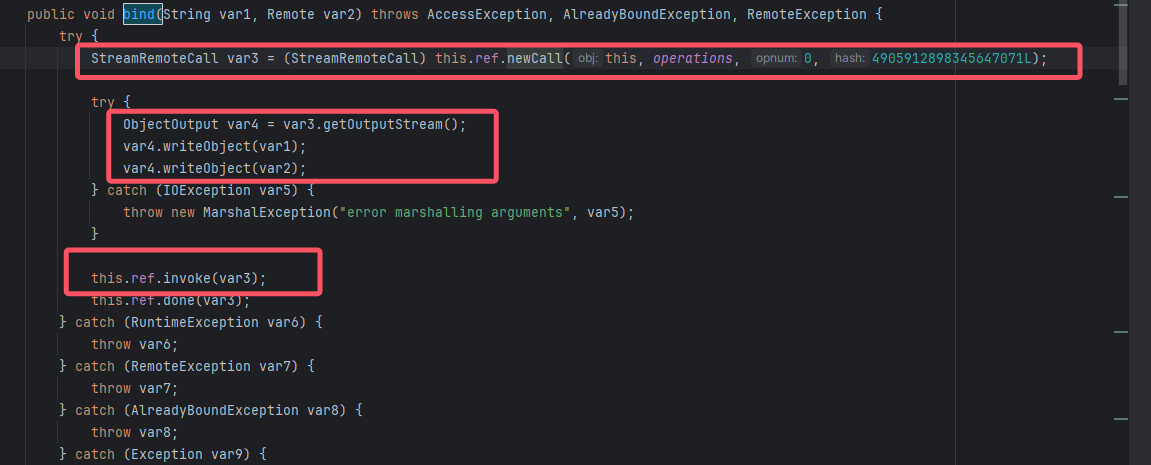 public void bind(String var1, Remote var2) throws AccessException, AlreadyBoundException, RemoteException {
try {
StreamRemoteCall var3 = (StreamRemoteCall) this.ref.newCall( obj: this, operations, opnum: 0, hash: 4905912898345647071L);
try {
ObjectOutput var4 = var3.getOutputStream();
var4.writeObject(var1);
var4.writeObject(var2);
} catch (IOException var5) {
throw new MarshalException("error marshalling arguments", var5);
}
this.ref.invoke(var3);
this.ref.done(var3);
} catch (RuntimeException var6) {
throw var6;
} catch (RemoteException var7) {
throw var7;
} catch (AlreadyBoundException var8) {
throw var8;
} catch (Exception var9) {